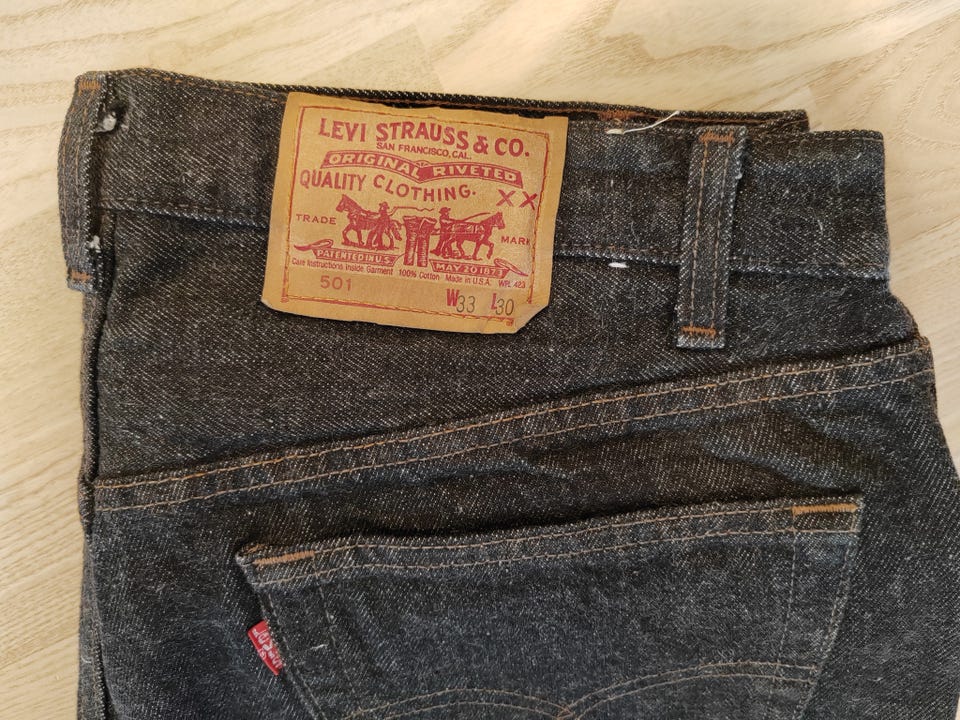 LEVI STRAUSS & CO.
SAN FRANCISCO, CAL.
ORIGINAL RIVETED
QUALITY CLOTHING.
XX
TRADE MARK
PATENTED IN U.S. MAY 20 1873
Care Instructions Inside Garment 100% Cotton Made in U.S.A. WPL 423
501
W33 L30
LEVI'S